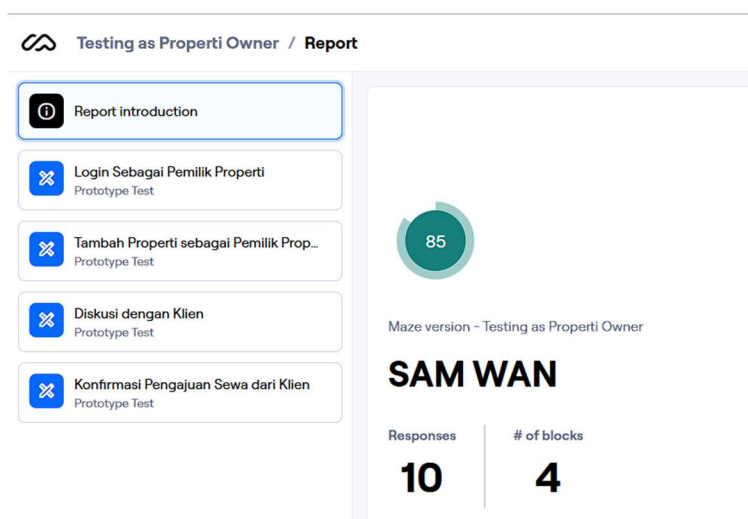 Testing as Properti Owner / Report
Report introduction
Login Sebagai Pemilik Properti
Prototype Test
Tambah Properti sebagai Pemilik Prop...
Prototype Test
Diskusi dengan Klien
Prototype Test
Konfirmasi Pengajuan Sewa dari Klien
Prototype Test
85
Maze version - Testing as Properti Owner
SAM WAN
Responses
# of blocks
10
4